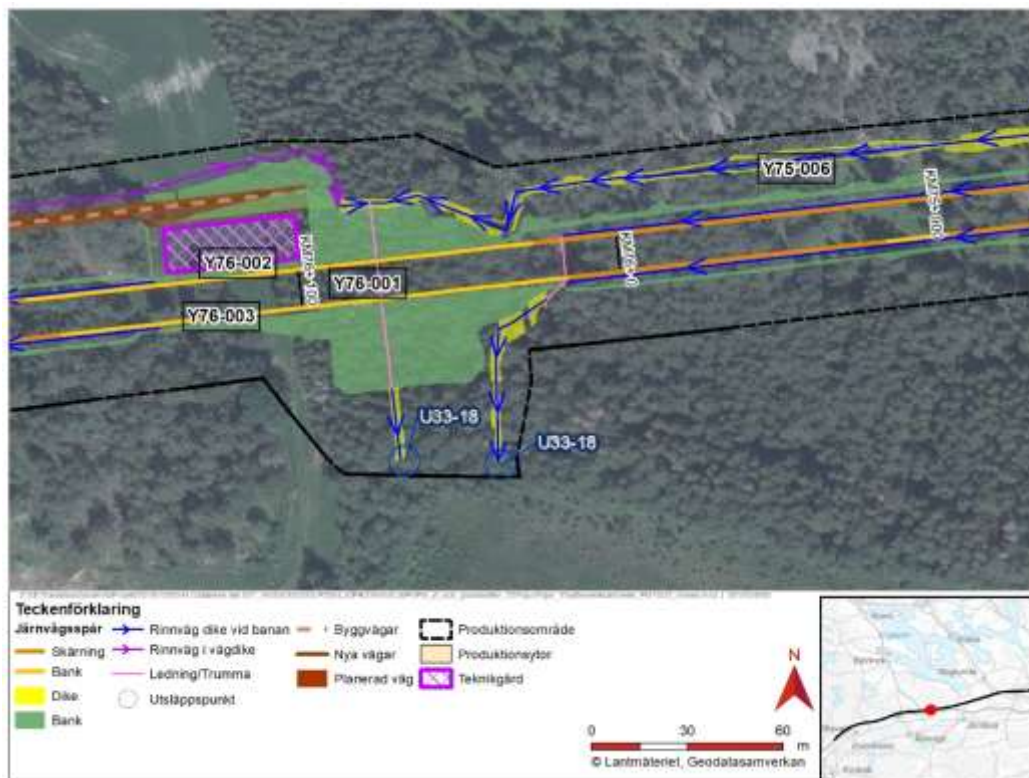 Y75-006
Y76-002
Y76-001
Y76-003
U33-18
U33-18
Teckenförklaring
Järnvägsspår
Skärning
Bank
Dike
Bank
Rinnväg dike vid banan
Rinnväg i vägdike
Ledning/Trumma
Utsläppspunkt
Byggvägar
Nya vägar
Planerad väg
Produktionsområde
Produktionsytor
Teknikgård
N
0 30 60
m
© Lantmäteriet, Geodatasamverkan